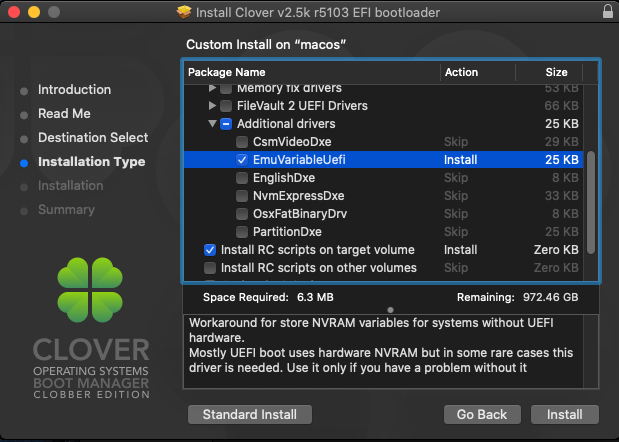 Install Clover v2.5k r5103 EFI bootloader
Custom Install on “macos”
Introduction
Read Me
Destination Select
Installation Type
Installation
Summary
Package Name Action Size
Memory fix drivers 53 KB
FileVault 2 UEFI Drivers 66 KB
Additional drivers 25 KB
CsmVideoDxe Skip 29 KB
EmuVariableUefi Install 25 KB
EnglishDxe Skip 8 KB
NvmExpressDxe Skip 33 KB
OsxFatBinaryDrv Skip 8 KB
PartitionDxe Skip 25 KB
Install RC scripts on target volume Install Zero KB
Install RC scripts on other volumes Skip Zero KB
Space Required: 6.3 MB Remaining: 972.46 GB
Workaround for store NVRAM variables for systems without UEFI
hardware.
Mostly UEFI boot uses hardware NVRAM but in some rare cases this
driver is needed. Use it only if you have a problem without it
CLOVER
OPERATING SYSTEMS
BOOT MANAGER
CLOBBER EDITION
Standard Install Go Back Install